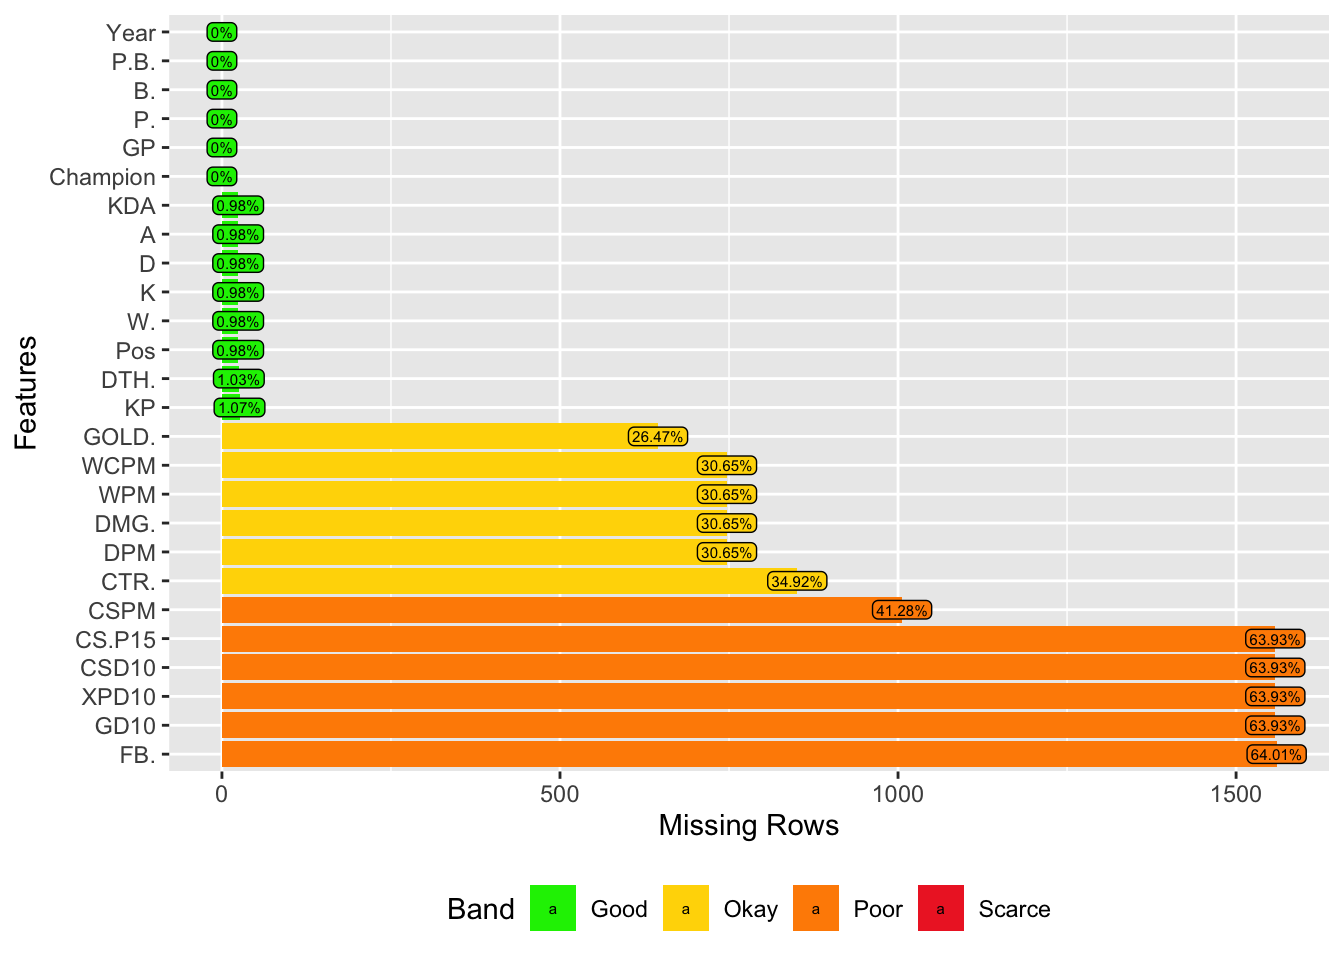 Year 0%
P.B. 0%
B. 0%
P. 0%
GP 0%
Champion 0%
KDA 0.98%
A 0.98%
D 0.98%
K 0.98%
W. 0.98%
Pos 0.98%
DTH. 1.03%
KP 1.07%
GOLD. 26.47%
WCPM 30.65%
WPM 30.65%
DMG. 30.65%
DPM 30.65%
CTR. 34.92%
CSPM 41.28%
CS.P15 63.93%
CSD10 63.93%
XPD10 63.93%
GD10 63.93%
FB. 64.01%
Features
0 500 1000 1500
Missing Rows
Band a Good a Okay a Poor a Scarce